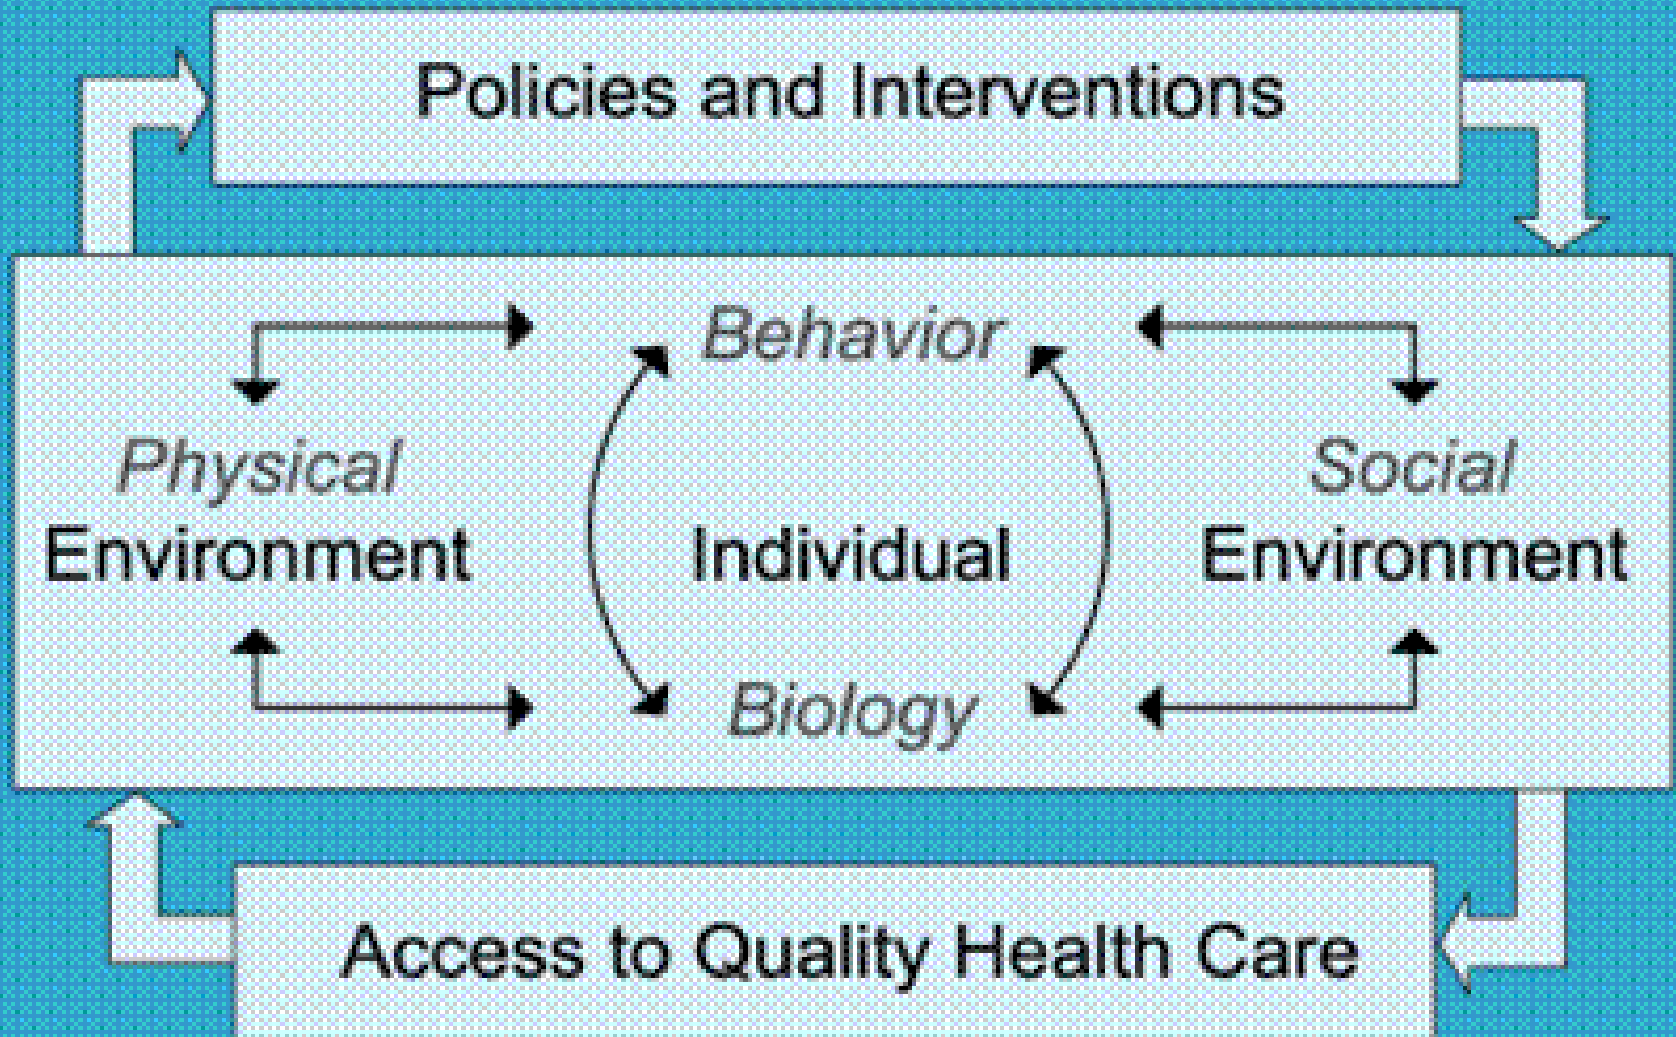 Policies and Interventions
Behavior
Physical
Environment
Individual
Social
Environment
Biology
Access to Quality Health Care